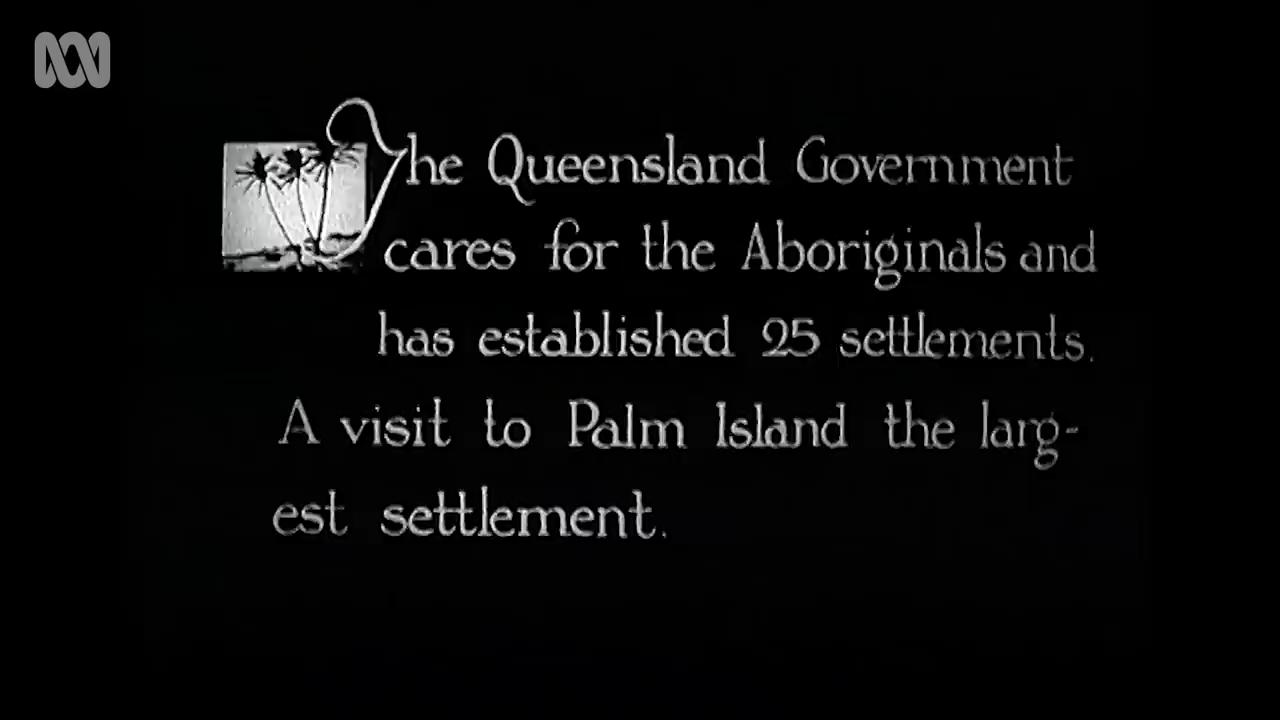 The Queensland Government
cares for the Aboriginals and
has established 25 settlements.
A visit to Palm Island the larg-
est settlement.